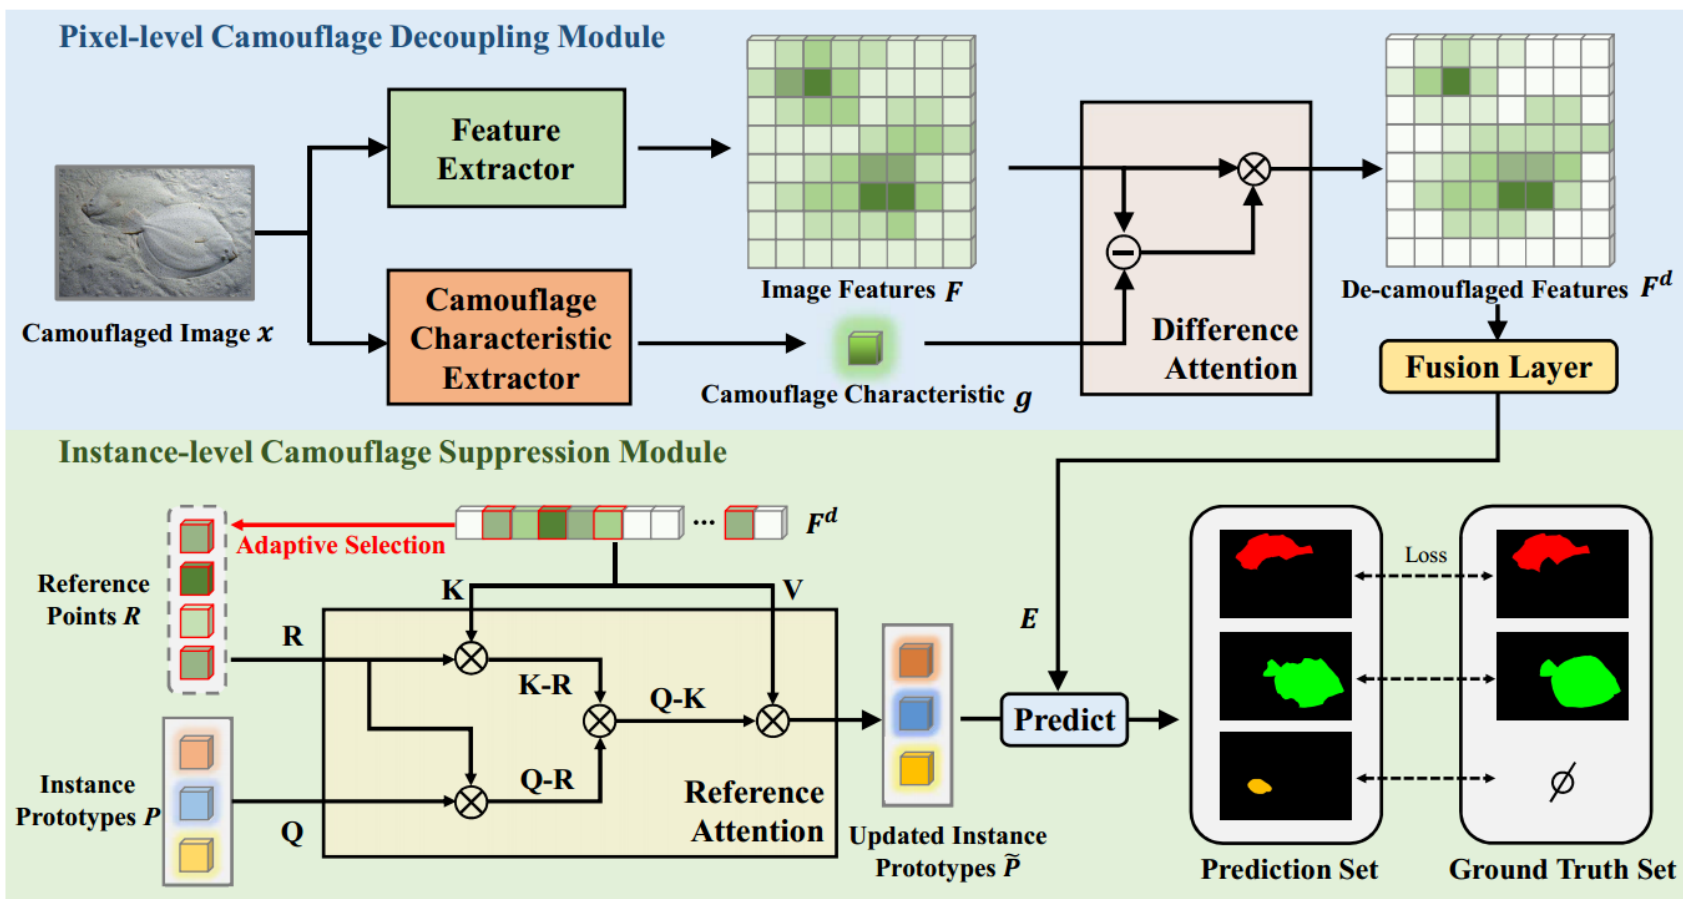 Pixel-level Camouflage Decoupling Module
Feature
Extractor
Camouflaged Image x
Camouflage
Characteristic
Extractor
Image Features F
Camouflage Characteristic g
Difference
Attention
De-camouflaged Features F^d
Fusion Layer
Instance-level Camouflage Suppression Module
Adaptive Selection
... F^d
Reference
Points R
K
V
R
K-R
Q-K
Q-R
Q
Instance
Prototypes P
Reference
Attention
Updated Instance
Prototypes P̃
E
Predict
Loss
∅
Prediction Set
Ground Truth Set